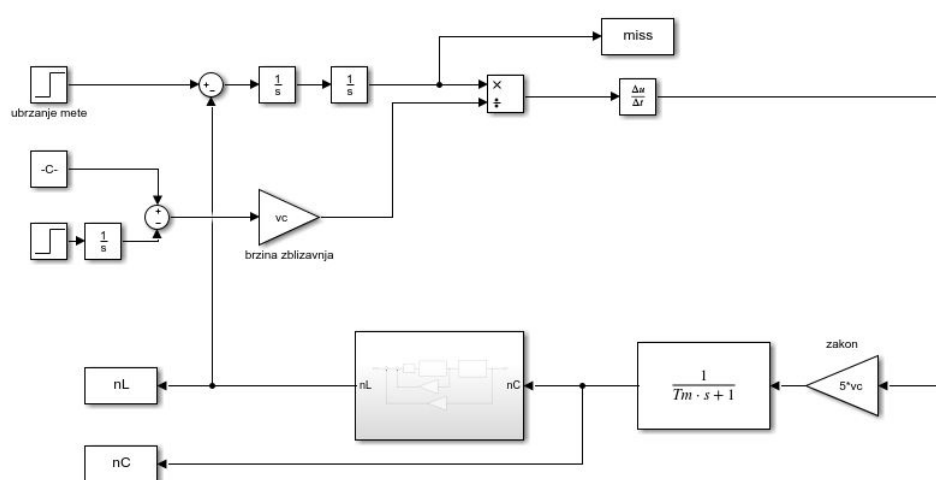 miss
+
−
1
s
1
s
×
÷
Δu
Δt
ubrzanje mete
-C-
+
−
1
s
vc
brzina zblizavnja
zakon
nL
nL
nC
1
Tm · s + 1
5*vc
nC